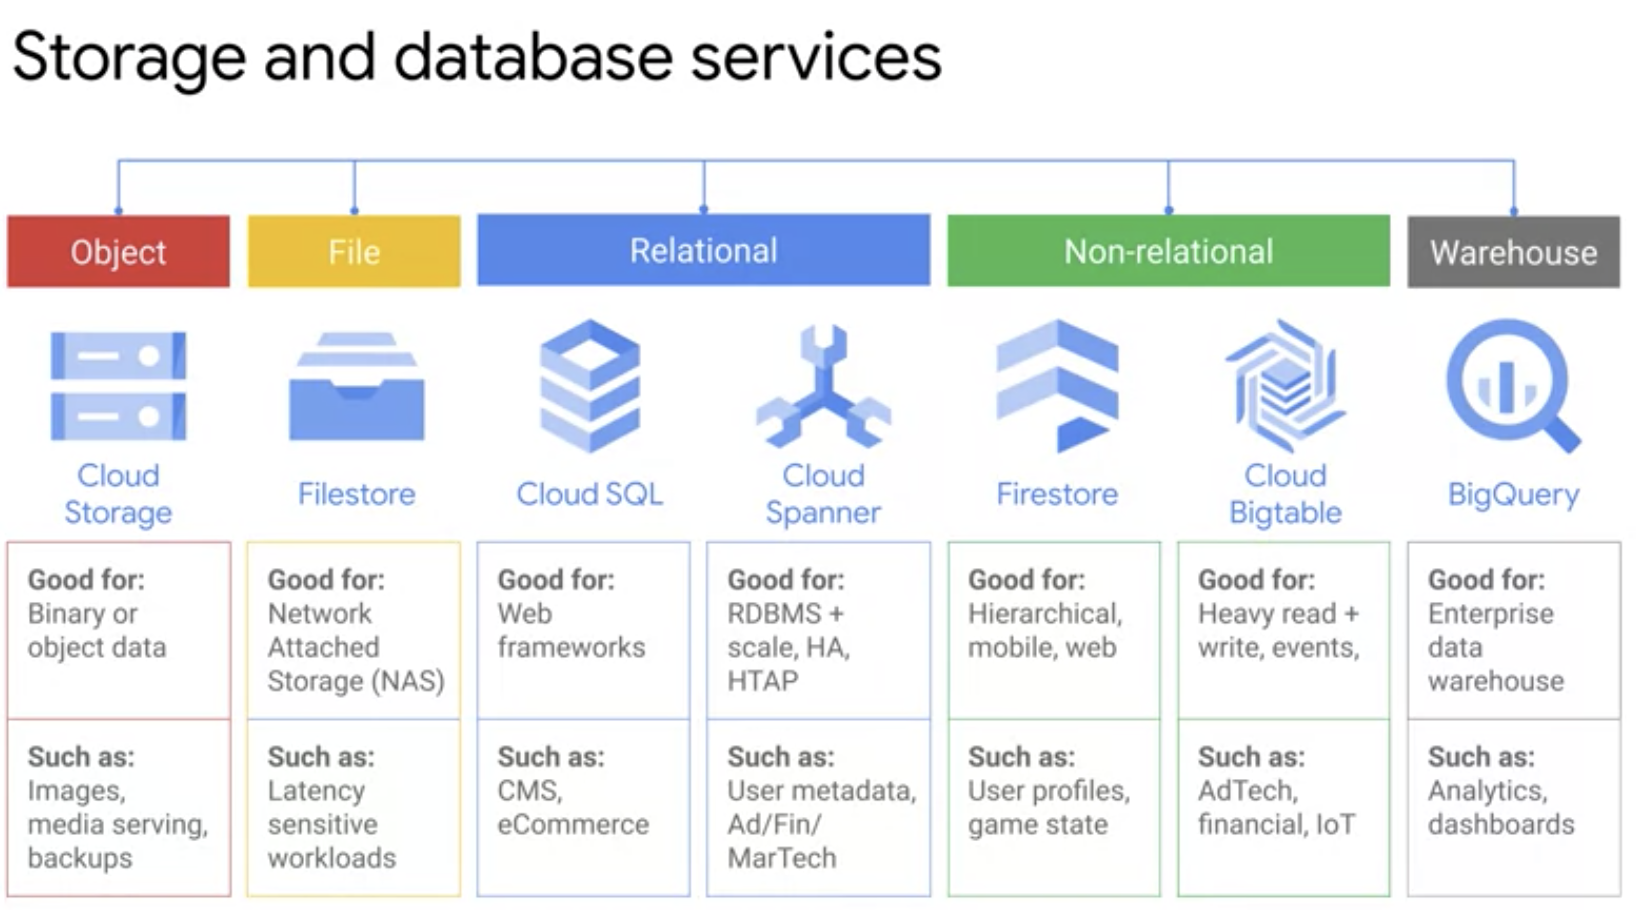 Storage and database services
Object
File
Relational
Non-relational
Warehouse
Cloud
Storage
Filestore
Cloud SQL
Cloud
Spanner
Firestore
Cloud
Bigtable
BigQuery
Good for:
Binary or
object data
Good for:
Network
Attached
Storage (NAS)
Good for:
Web
frameworks
Good for:
RDBMS +
scale, HA,
HTAP
Good for:
Hierarchical,
mobile, web
Good for:
Heavy read +
write, events,
Good for:
Enterprise
data
warehouse
Such as:
Images,
media serving,
backups
Such as:
Latency
sensitive
workloads
Such as:
CMS,
eCommerce
Such as:
User metadata,
Ad/Fin/
MarTech
Such as:
User profiles,
game state
Such as:
AdTech,
financial, IoT
Such as:
Analytics,
dashboards